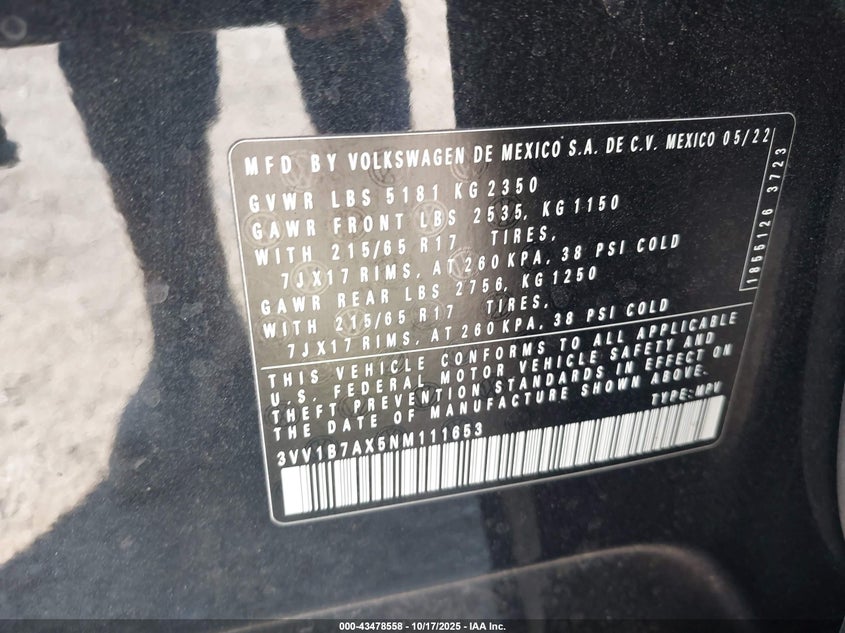 MFD BY VOLKSWAGEN DE MEXICO S.A. DE C.V. MEXICO 05/22
GVWR LBS 5181 KG 2350
GAWR FRONT LBS 2535, KG 1150
WITH 215/65 R17 TIRES,
7JX17 RIMS, AT 260 KPA, 38 PSI COLD
GAWR REAR LBS 2756, KG 1250
WITH 215/65 R17 TIRES,
7JX17 RIMS, AT 260 KPA, 38 PSI COLD
THIS VEHICLE CONFORMS TO ALL APPLICABLE
U.S. FEDERAL MOTOR VEHICLE SAFETY AND
THEFT PREVENTION STANDARDS IN EFFECT ON
THE DATE OF MANUFACTURE SHOWN ABOVE.
TYPE: MPV
3VV1B7AX5NM111653
1855126 3723
000-43478558 - 10/17/2025 - IAA Inc.